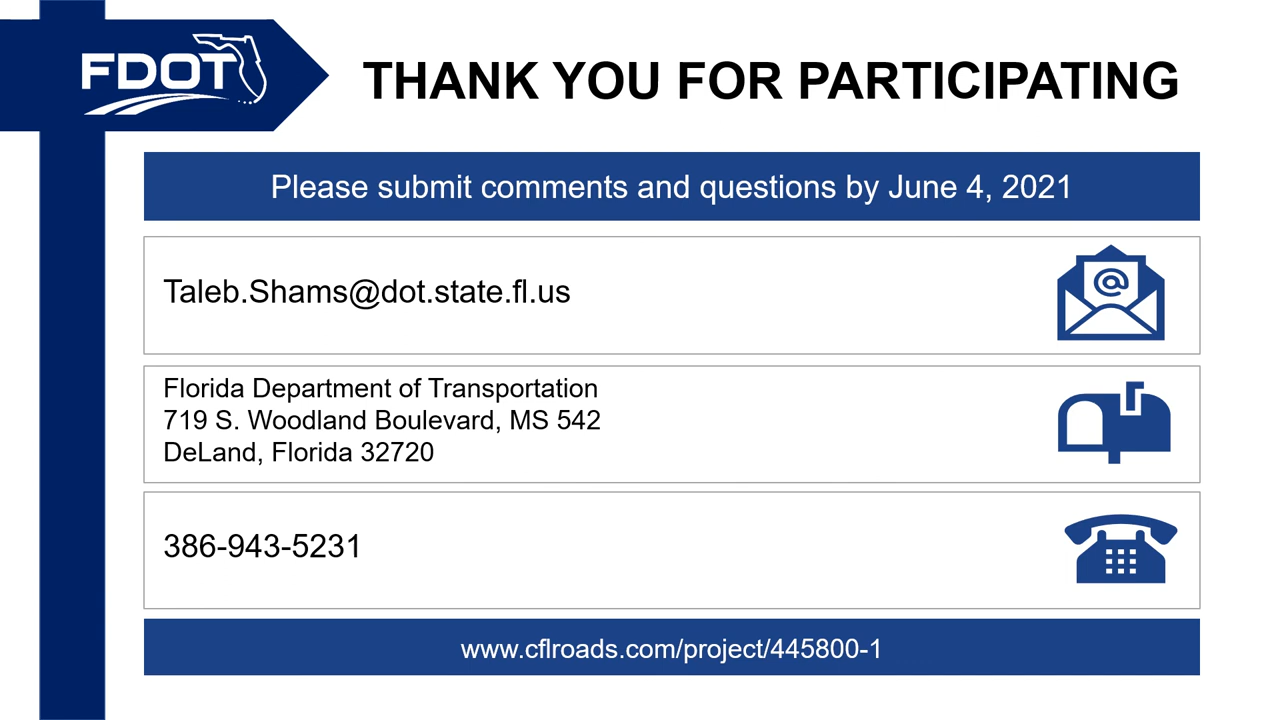 FDOT
THANK YOU FOR PARTICIPATING
Please submit comments and questions by June 4, 2021
Taleb.Shams@dot.state.fl.us
@
Florida Department of Transportation
719 S. Woodland Boulevard, MS 542
DeLand, Florida 32720
386-943-5231
www.cflroads.com/project/445800-1